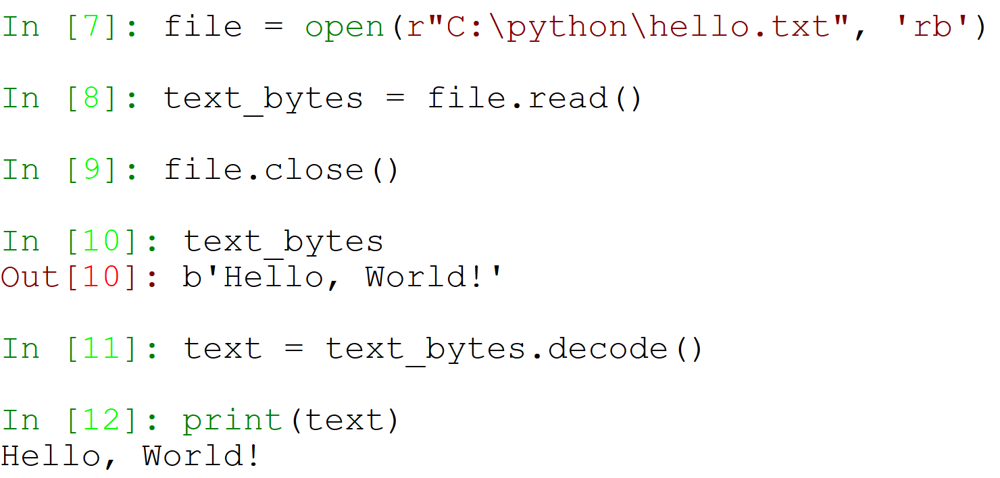 In [7]: file = open(r"C:\python\hello.txt", 'rb')
In [8]: text_bytes = file.read()
In [9]: file.close()
In [10]: text_bytes
Out[10]: b'Hello, World!'
In [11]: text = text_bytes.decode()
In [12]: print(text)
Hello, World!